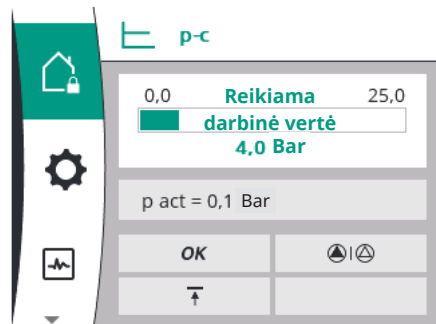 p-c
0,0 Reikiama 25,0
darbinė vertė
4,0 Bar
p act = 0,1 Bar
OK